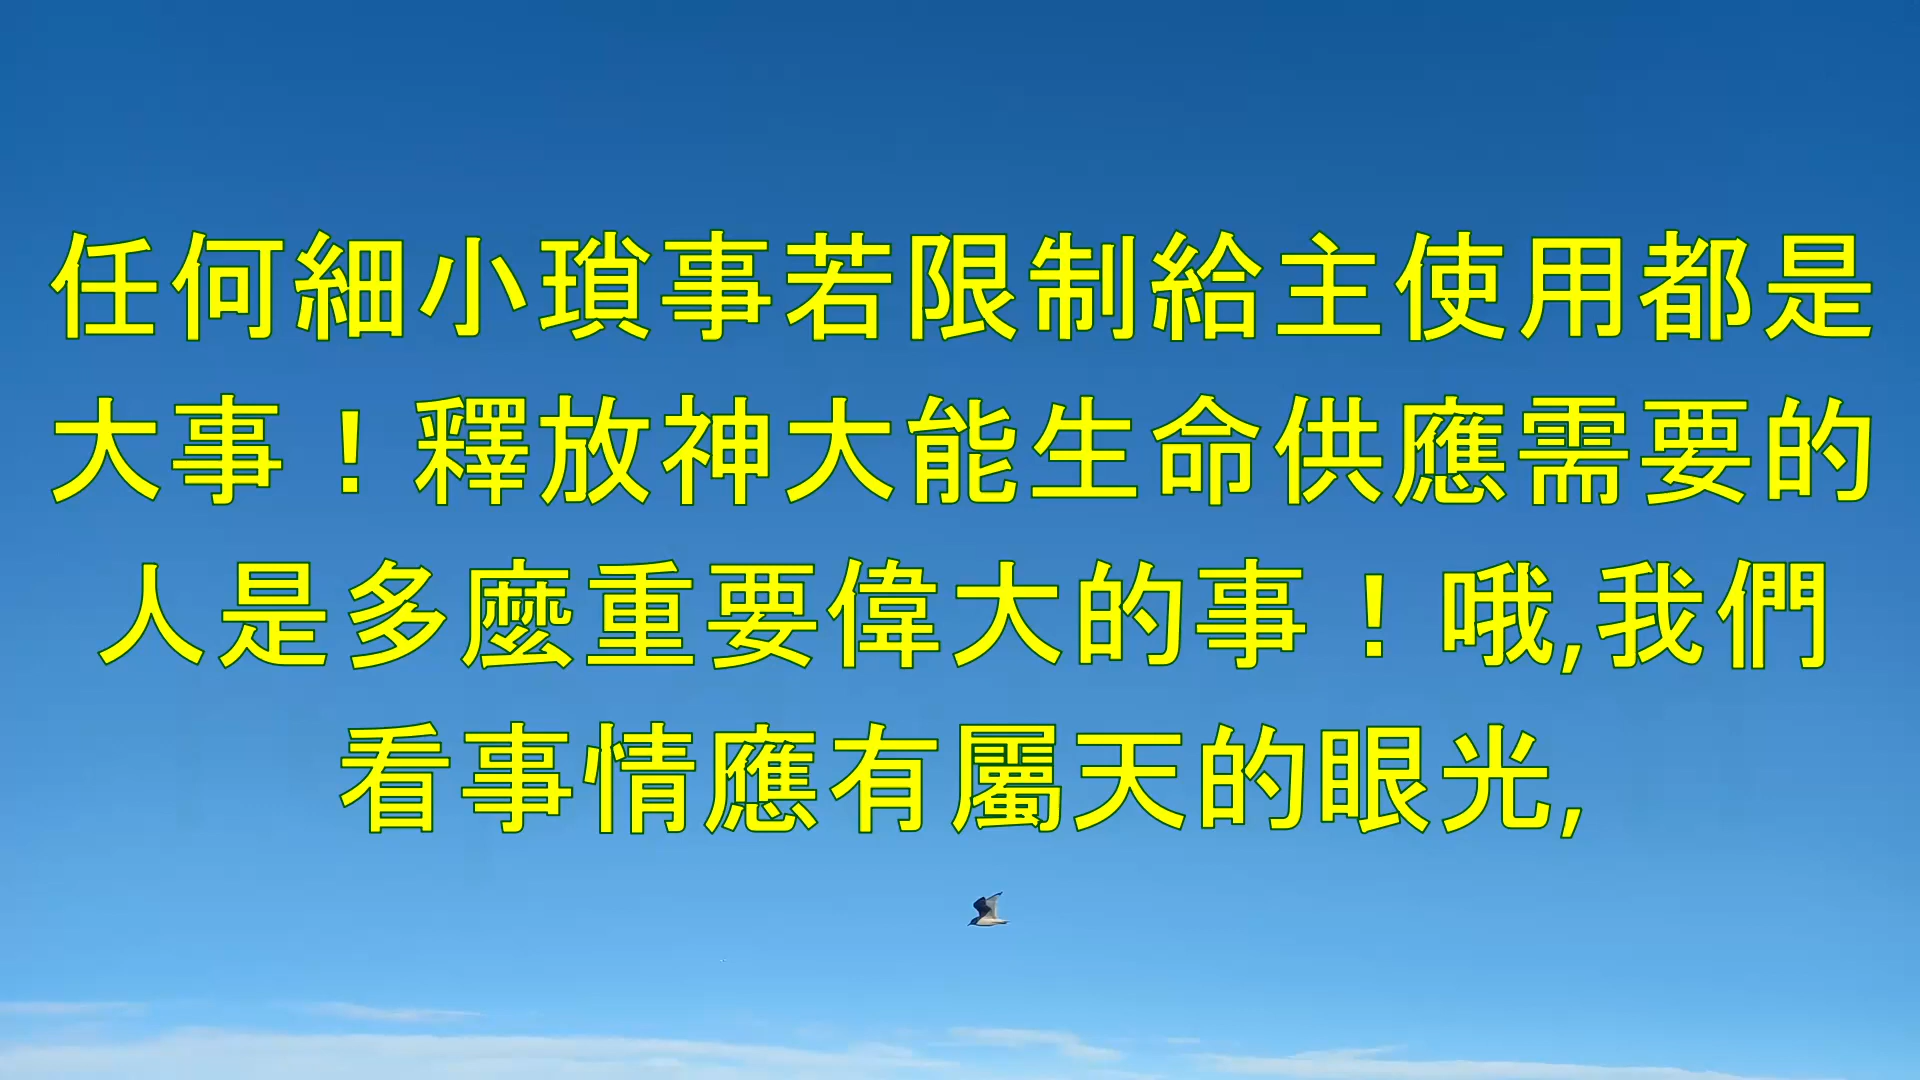 任何細小瑣事若限制給主使用都是
大事！釋放神大能生命供應需要的
人是多麼重要偉大的事！哦,我們
看事情應有屬天的眼光,